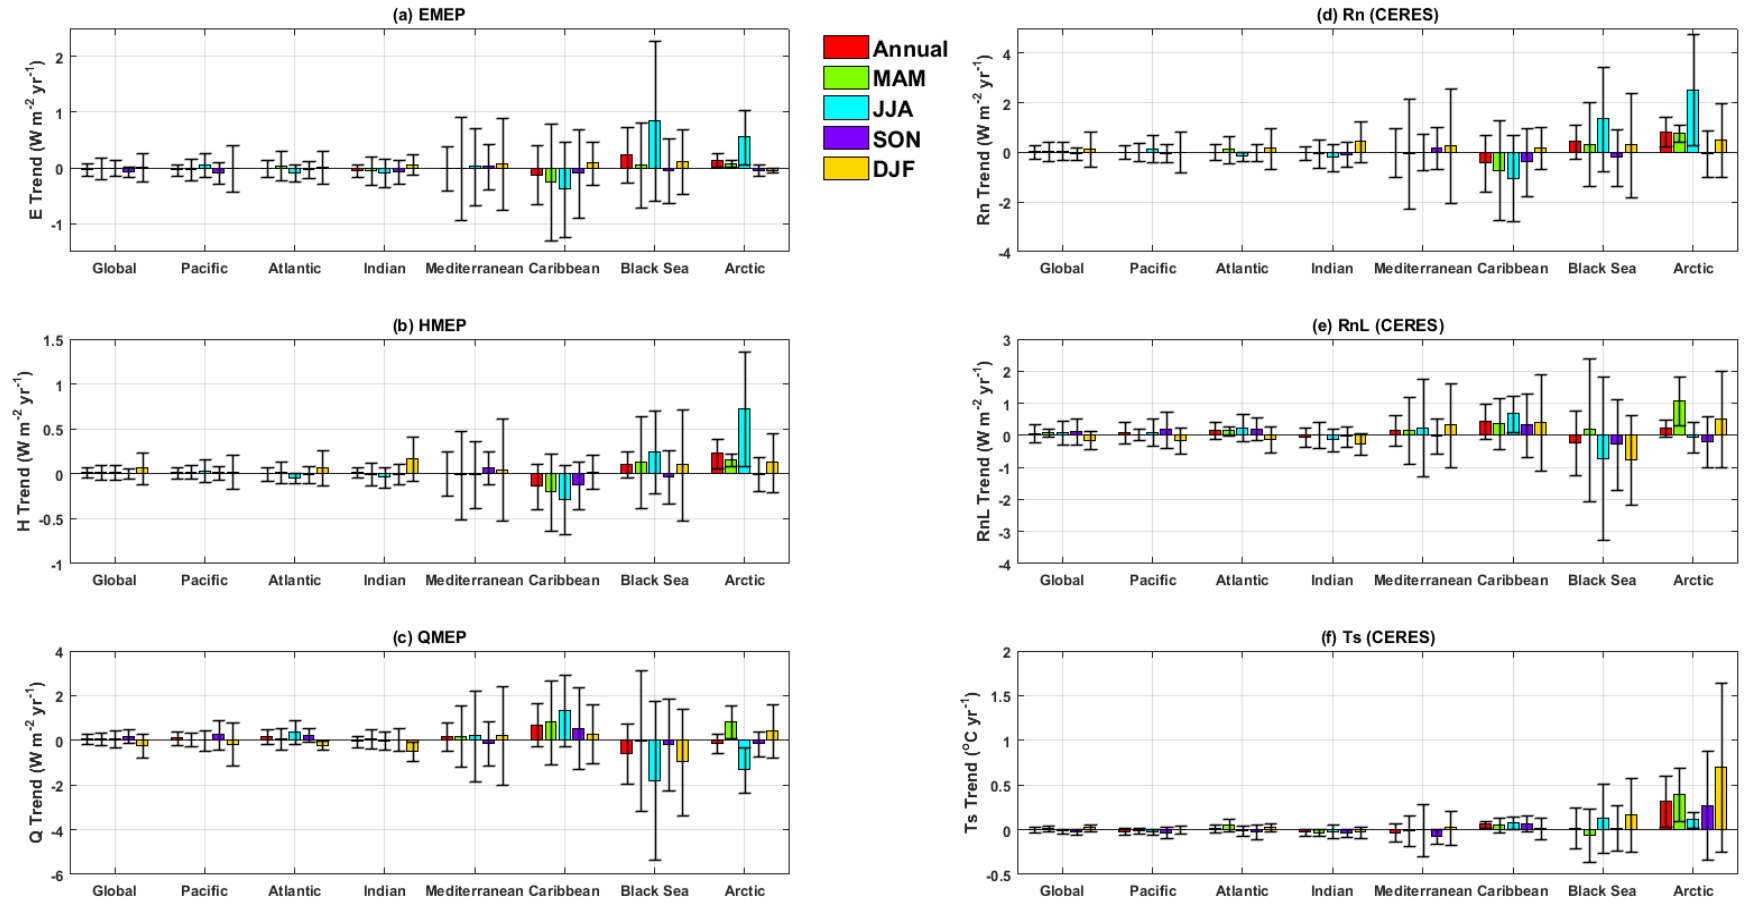 (a) EMEP
E Trend (W m⁻² yr⁻¹)
2
1
0
-1
Global Pacific Atlantic Indian Mediterranean Caribbean Black Sea Arctic
Annual
MAM
JJA
SON
DJF
(d) Rn (CERES)
Rn Trend (W m⁻² yr⁻¹)
4
2
0
-2
-4
Global Pacific Atlantic Indian Mediterranean Caribbean Black Sea Arctic
(b) HMEP
H Trend (W m⁻² yr⁻¹)
1.5
1
0.5
0
-0.5
-1
Global Pacific Atlantic Indian Mediterranean Caribbean Black Sea Arctic
(e) RnL (CERES)
RnL Trend (W m⁻² yr⁻¹)
3
2
1
0
-1
-2
-3
-4
Global Pacific Atlantic Indian Mediterranean Caribbean Black Sea Arctic
(c) QMEP
Q Trend (W m⁻² yr⁻¹)
4
2
0
-2
-4
-6
Global Pacific Atlantic Indian Mediterranean Caribbean Black Sea Arctic
(f) Ts (CERES)
Ts Trend (°C yr⁻¹)
2
1.5
1
0.5
0
-0.5
Global Pacific Atlantic Indian Mediterranean Caribbean Black Sea Arctic